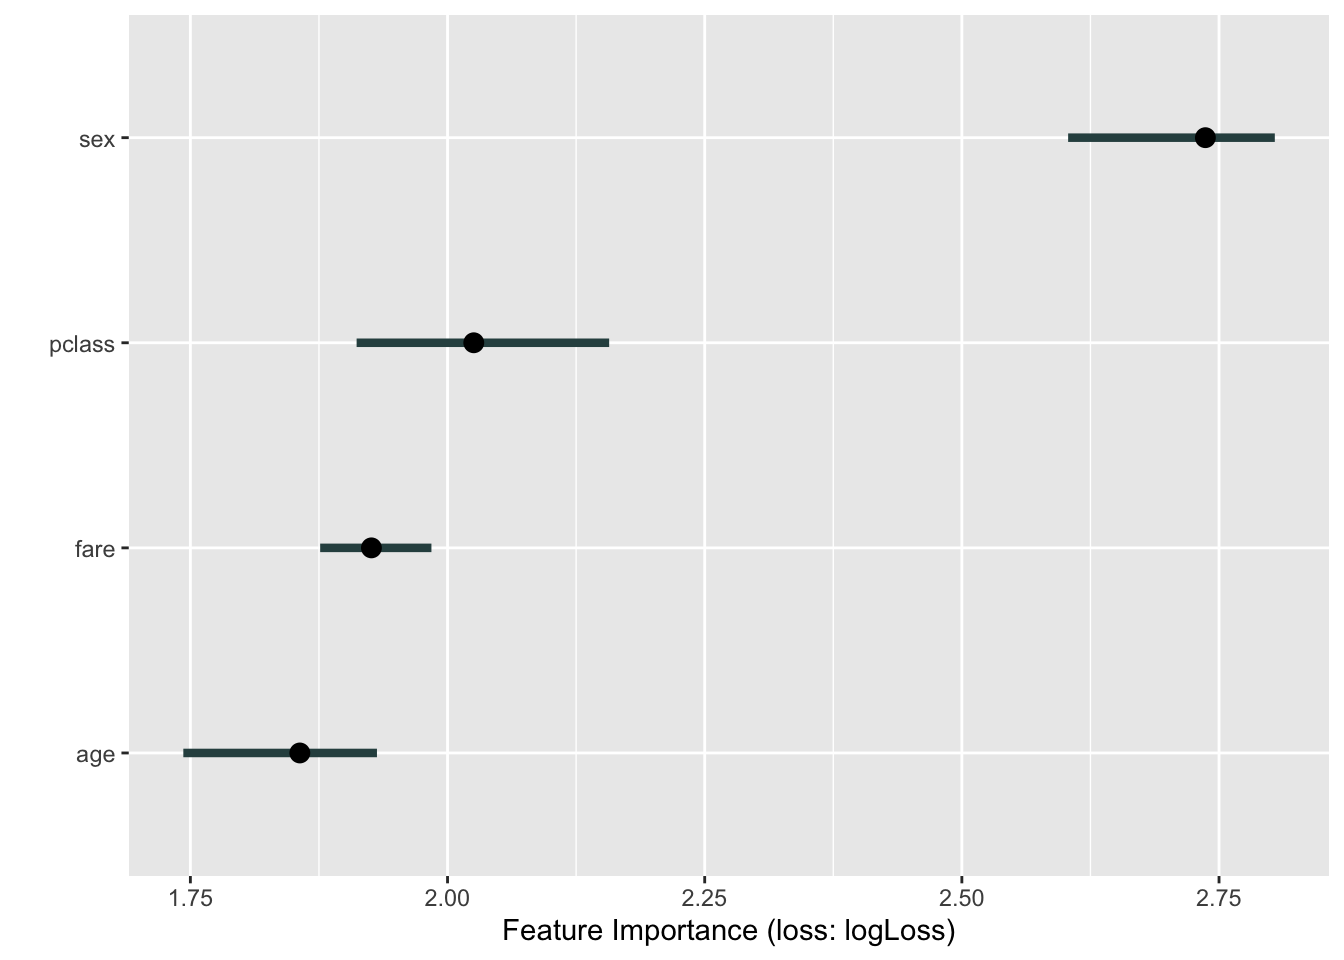 sex
pclass
fare
age
1.75 2.00 2.25 2.50 2.75
Feature Importance (loss: logLoss)